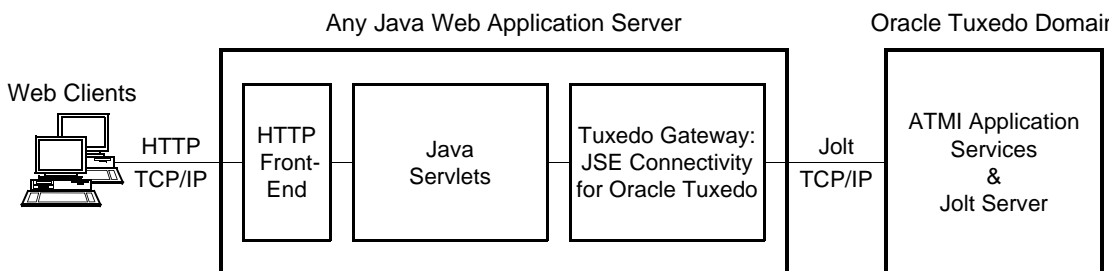 Any Java Web Application Server
Oracle Tuxedo Domain
Web Clients
HTTP
TCP/IP
HTTP
Front-
End
Java
Servlets
Tuxedo Gateway:
JSE Connectivity
for Oracle Tuxedo
Jolt
TCP/IP
ATMI Application
Services
&
Jolt Server